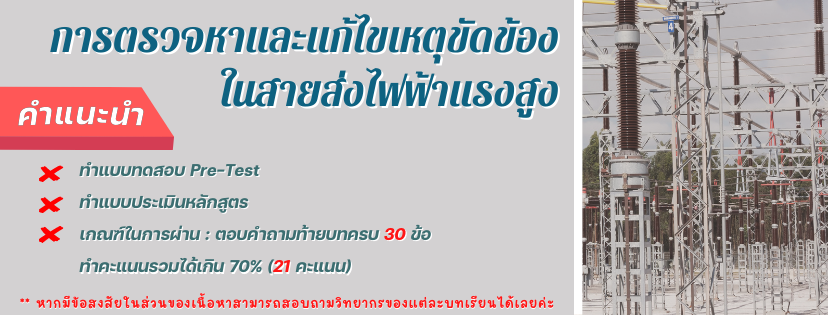 การตรวจหาและแก้ไขเหตุขัดข้อง
ในสายส่งไฟฟ้าแรงสูง
คำแนะนำ
ทำแบบทดสอบ Pre-Test
ทำแบบประเมินหลักสูตร
เกณฑ์ในการผ่าน : ตอบคำถามท้ายบทครบ 30 ข้อ
ทำคะแนนรวมได้เกิน 70% (21 คะแนน)
** หากมีข้อสงสัยในส่วนของเนื้อหาสามารถสอบถามวิทยากรของแต่ละบทเรียนได้เลยค่ะ